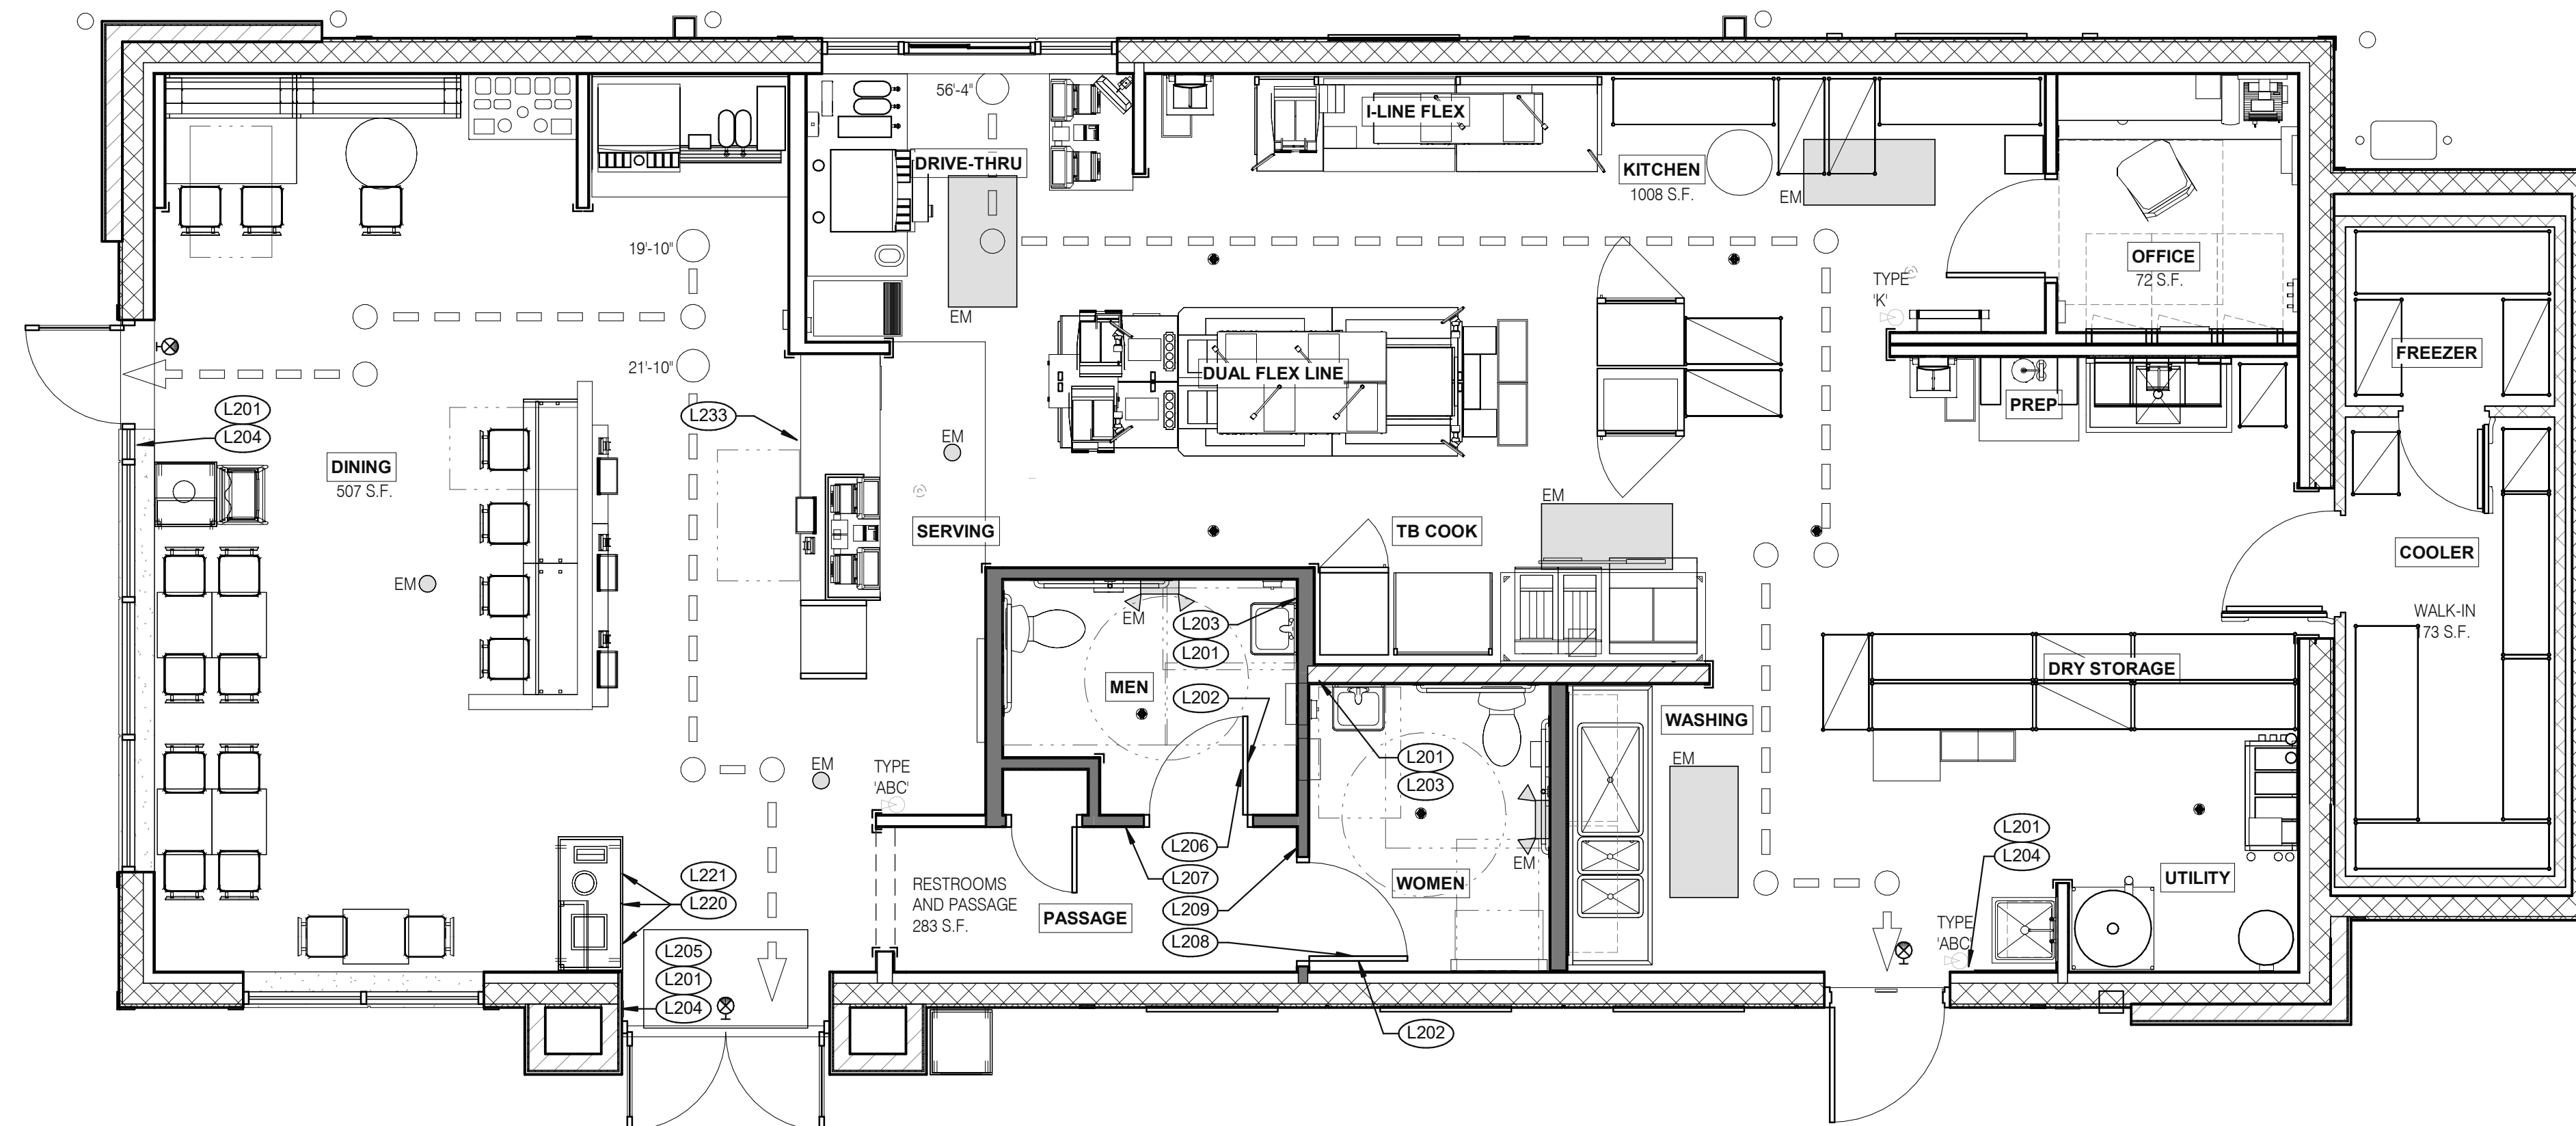 56'-4"
I-LINE FLEX
DRIVE-THRU
KITCHEN
1008 S.F.
EM
EM
19'-10"
OFFICE
72 S.F.
TYPE
'K'
21'-10"
DUAL FLEX LINE
FREEZER
PREP
L201
L204
L233
EM
DINING
507 S.F.
SERVING
TB COOK
EM
COOLER
WALK-IN
73 S.F.
EM
EM
L203
L201
MEN
L202
DRY STORAGE
WASHING
EM
L201
L203
EM
TYPE
'ABC'
L201
L204
L206
L207
L209
L208
EM
WOMEN
L221
L220
RESTROOMS
AND PASSAGE
283 S.F.
PASSAGE
UTILITY
TYPE
'ABC'
L205
L201
L204
L202